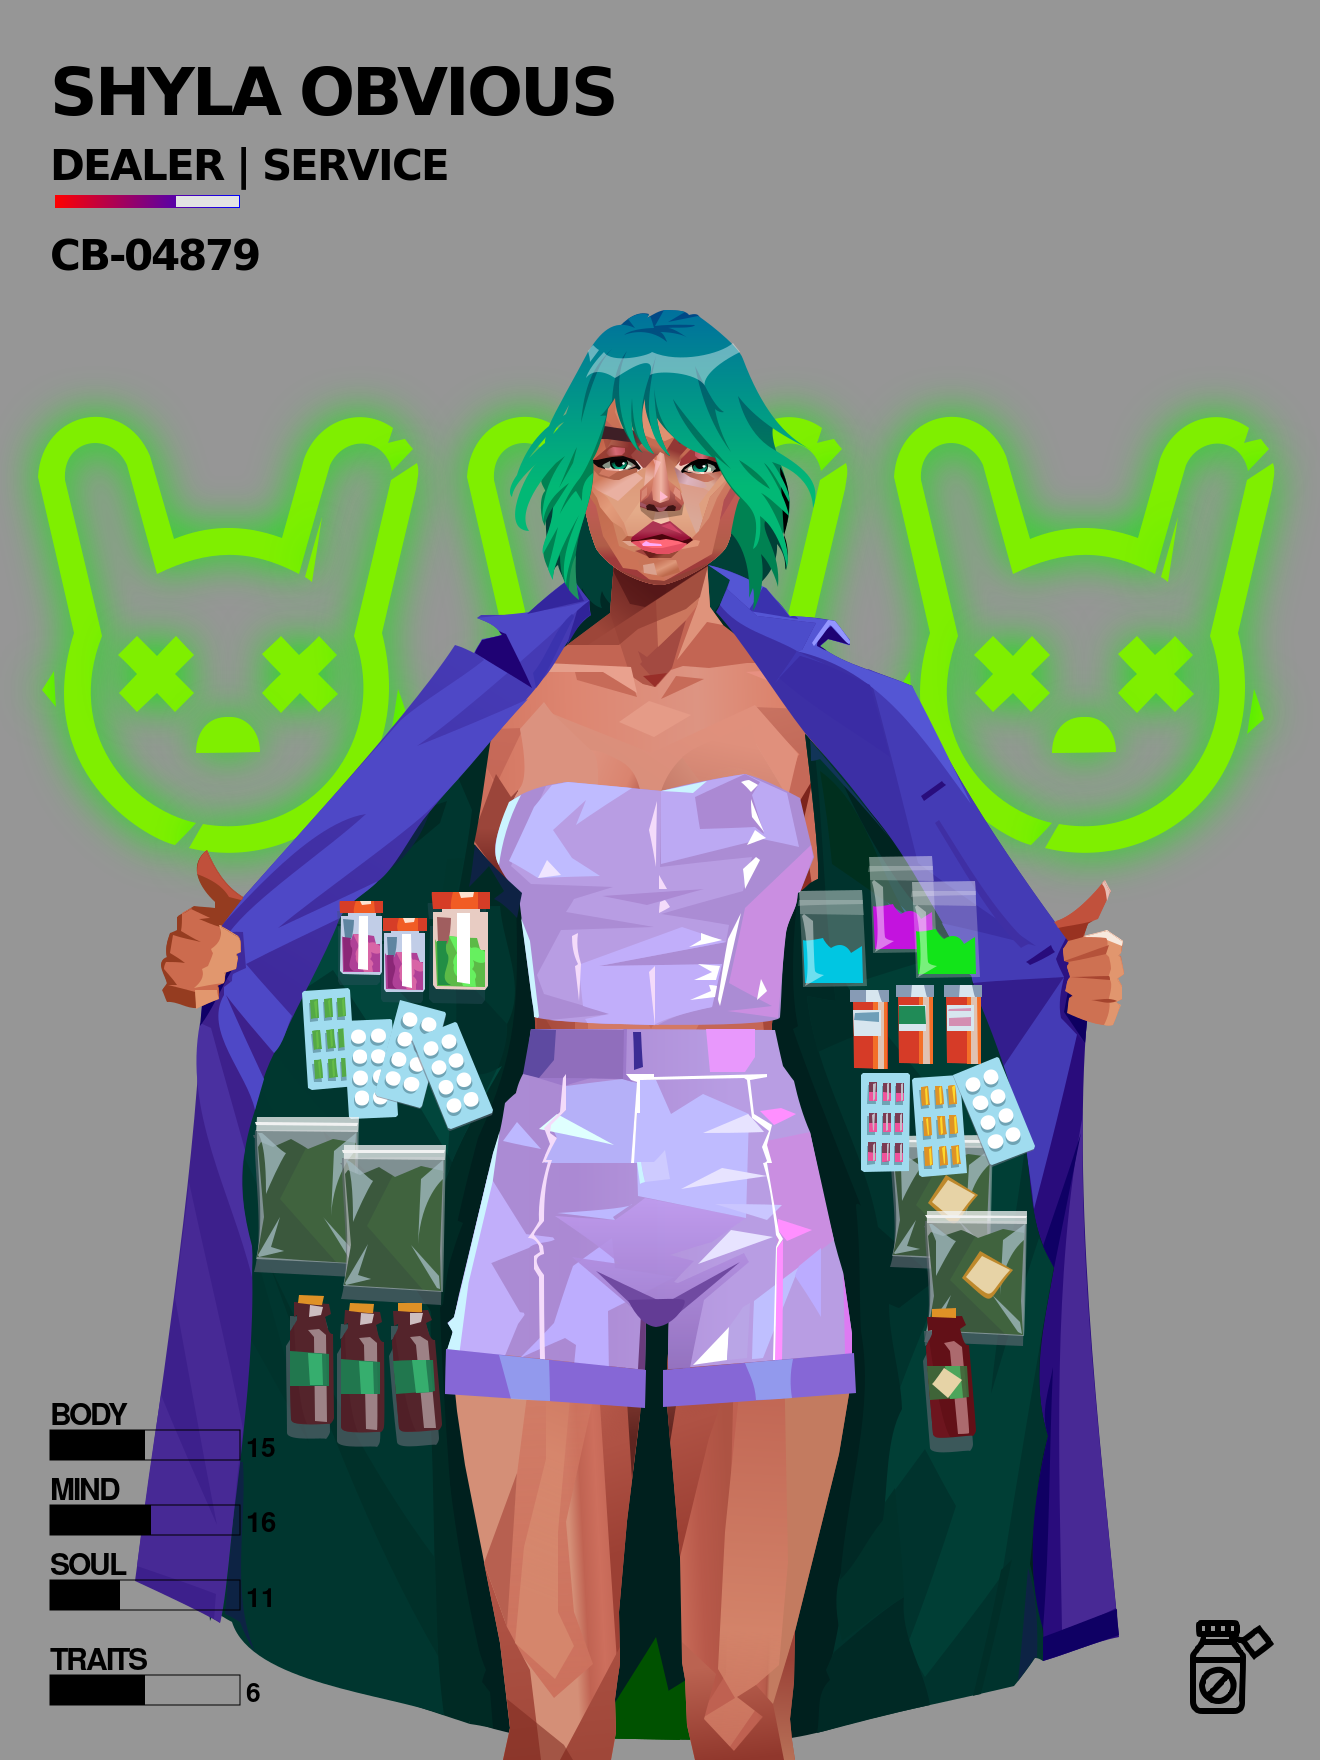 SHYLA OBVIOUS
DEALER | SERVICE
CB-04879
BODY
15
MIND
16
SOUL
11
TRAITS
6